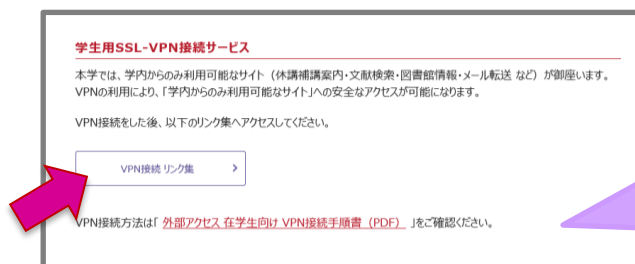 学生用SSL-VPN接続サービス
本学では、学内からのみ利用可能なサイト（休講補講案内・文献検索・図書館情報・メール転送 など）が御座います。
VPNの利用により、「学内からのみ利用可能なサイト」への安全なアクセスが可能になります。
VPN接続をした後、以下のリンク集へアクセスしてください。
VPN接続 リンク集 >
VPN接続方法は「 外部アクセス 在学生向け VPN接続手順書（PDF） 」をご確認ください。